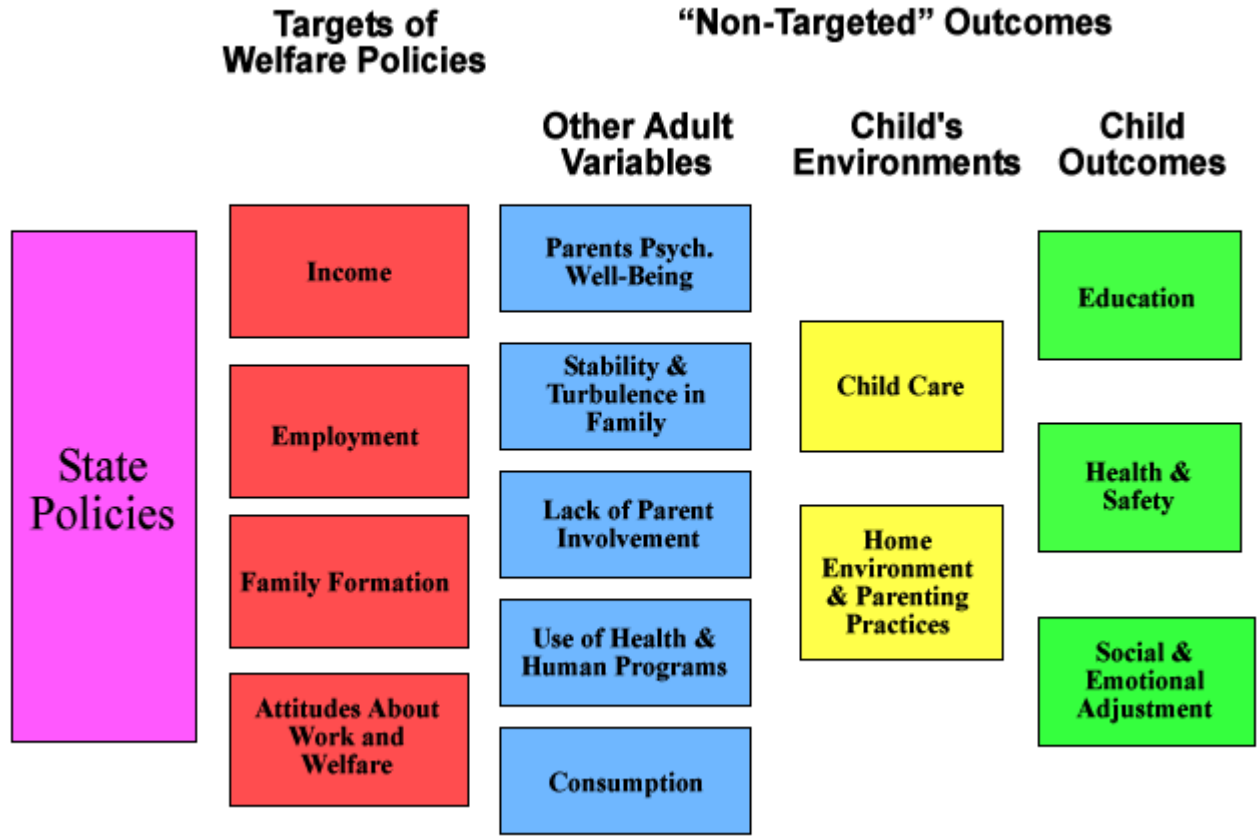 Targets of
Welfare Policies
“Non-Targeted” Outcomes
Other Adult
Variables
Child's
Environments
Child
Outcomes
State
Policies
Income
Employment
Family Formation
Attitudes About
Work and
Welfare
Parents Psych.
Well-Being
Stability &
Turbulence in
Family
Lack of Parent
Involvement
Use of Health &
Human Programs
Consumption
Child Care
Home
Environment
& Parenting
Practices
Education
Health &
Safety
Social &
Emotional
Adjustment